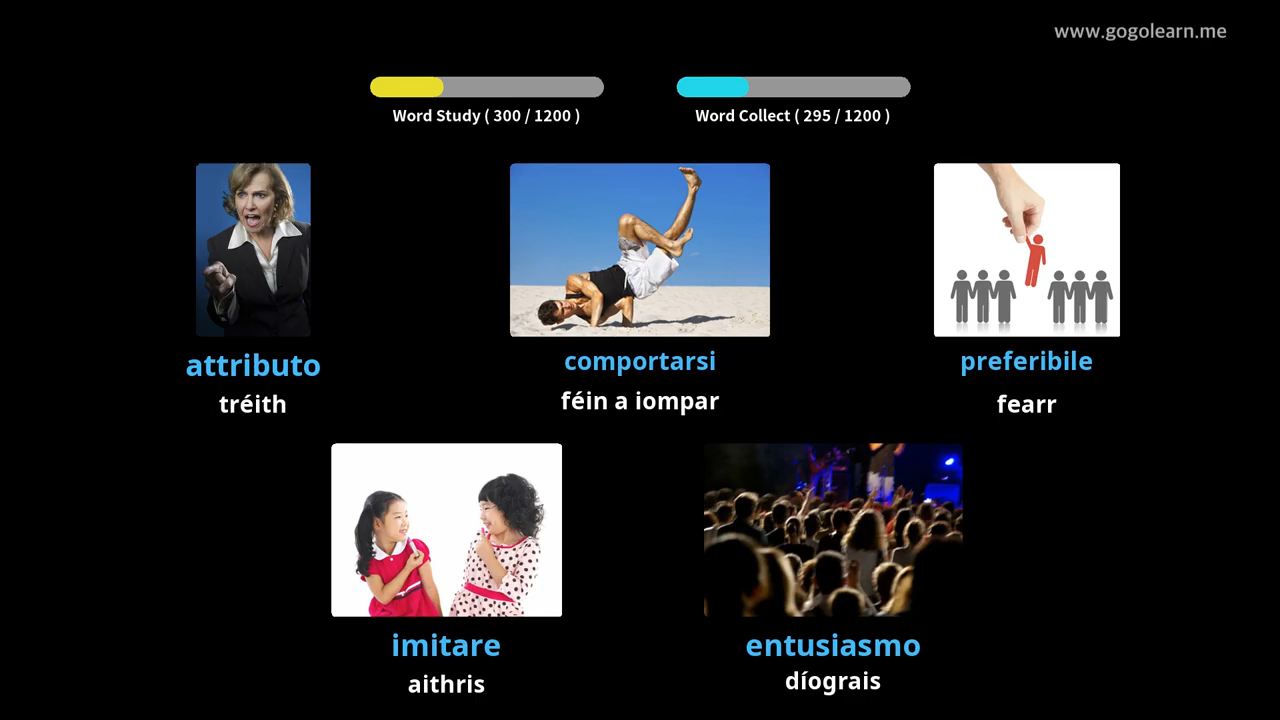 www.gogolearn.me
Word Study ( 300 / 1200 )
Word Collect ( 295 / 1200 )
attributo
tréith
comportarsi
féin a iompar
preferibile
fearr
imitare
aithris
entusiasmo
díograis